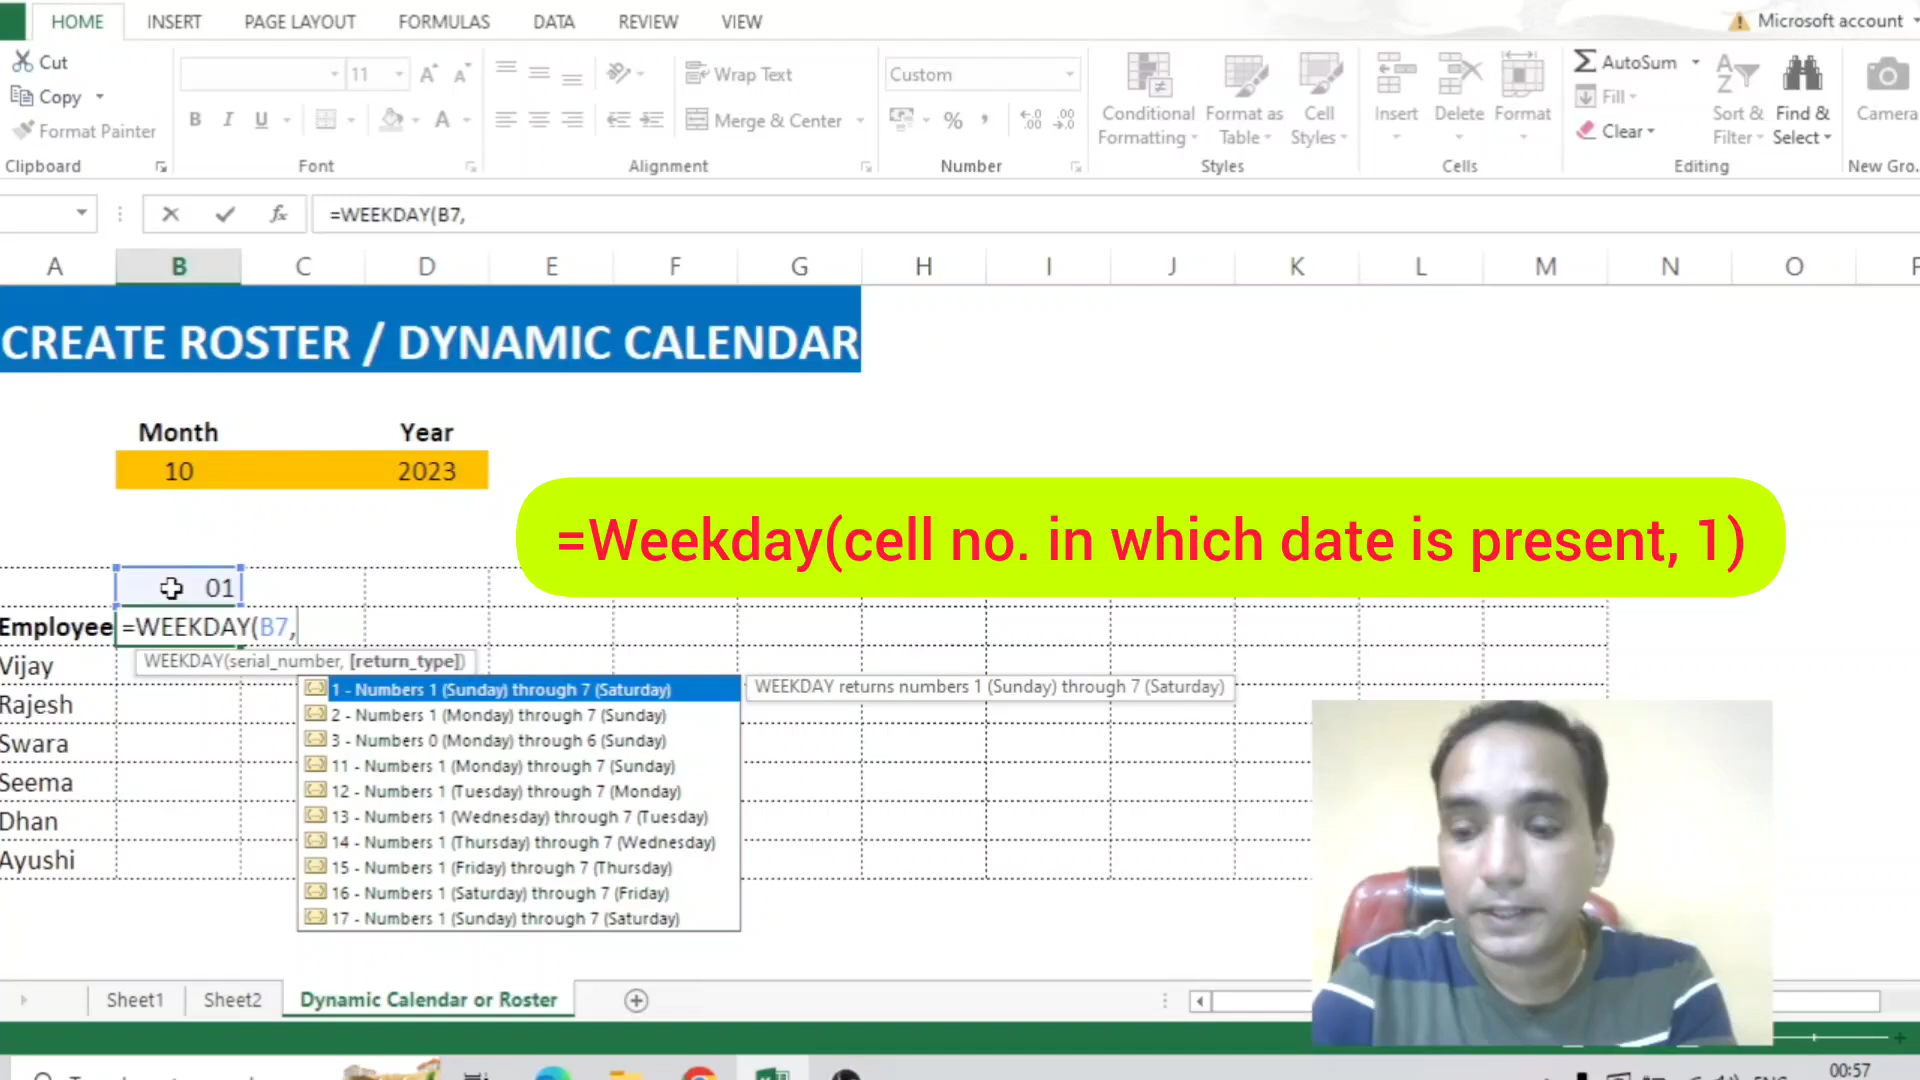 HOME INSERT PAGE LAYOUT FORMULAS DATA REVIEW VIEW Microsoft account
Cut
Copy
Format Painter
Clipboard
11
A A
B I U A
Font
Wrap Text
Merge & Center
Alignment
Custom
% ,
Number
Conditional Formatting
Format as Table
Cell Styles
Styles
Insert Delete Format
Cells
AutoSum
Fill
Clear
Sort & Filter
Find & Select
Editing
Camera
New Gro...
fx =WEEKDAY(B7,
A B C D E F G H I J K L M N O
CREATE ROSTER / DYNAMIC CALENDAR
Month Year
10 2023
=Weekday(cell no. in which date is present, 1)
01
Employee =WEEKDAY(B7,
WEEKDAY(serial_number, [return_type])
Vijay
Rajesh
Swara
Seema
Dhan
Ayushi
1 - Numbers 1 (Sunday) through 7 (Saturday)
2 - Numbers 1 (Monday) through 7 (Sunday)
3 - Numbers 0 (Monday) through 6 (Sunday)
11 - Numbers 1 (Monday) through 7 (Sunday)
12 - Numbers 1 (Tuesday) through 7 (Monday)
13 - Numbers 1 (Wednesday) through 7 (Tuesday)
14 - Numbers 1 (Thursday) through 7 (Wednesday)
15 - Numbers 1 (Friday) through 7 (Thursday)
16 - Numbers 1 (Saturday) through 7 (Friday)
17 - Numbers 1 (Sunday) through 7 (Saturday)
WEEKDAY returns numbers 1 (Sunday) through 7 (Saturday)
Sheet1 Sheet2 Dynamic Calendar or Roster
00:57